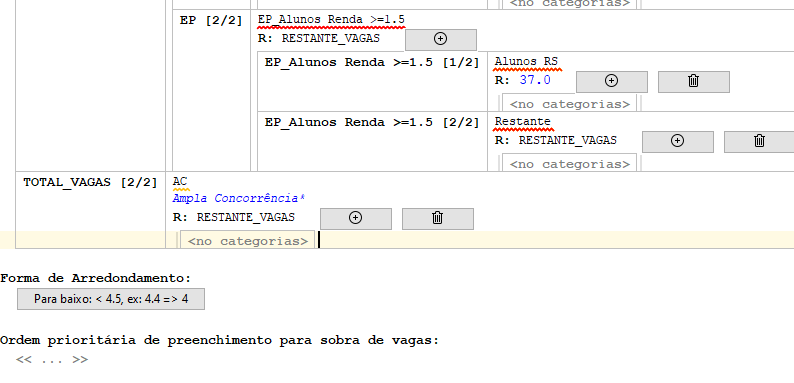 <no categorias>
EP [2/2]
EP_Alunos Renda >=1.5
R: RESTANTE_VAGAS
EP_Alunos Renda >=1.5 [1/2]
Alunos RS
R: 37.0
<no categorias>
EP_Alunos Renda >=1.5 [2/2]
Restante
R: RESTANTE_VAGAS
<no categorias>
TOTAL_VAGAS [2/2]
AC
Ampla Concorrência*
R: RESTANTE_VAGAS
<no categorias>
Forma de Arredondamento:
Para baixo: < 4.5, ex: 4.4 => 4
Ordem prioritária de preenchimento para sobra de vagas:
<< ... >>